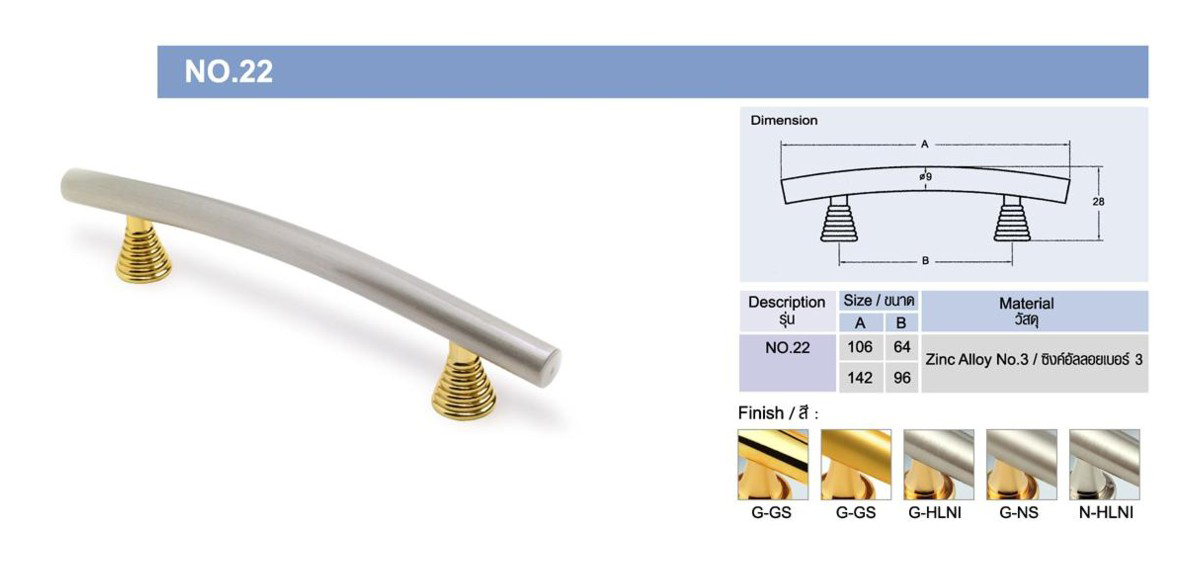 NO.22
Dimension
A
ø9
28
B
Description
รุ่น
Size / ขนาด
A B
Material
วัสดุ
NO.22
106 64
142 96
Zinc Alloy No.3 / ซิงค์อัลลอยเบอร์ 3
Finish / สี :
G-GS G-GS G-HLNI G-NS N-HLNI